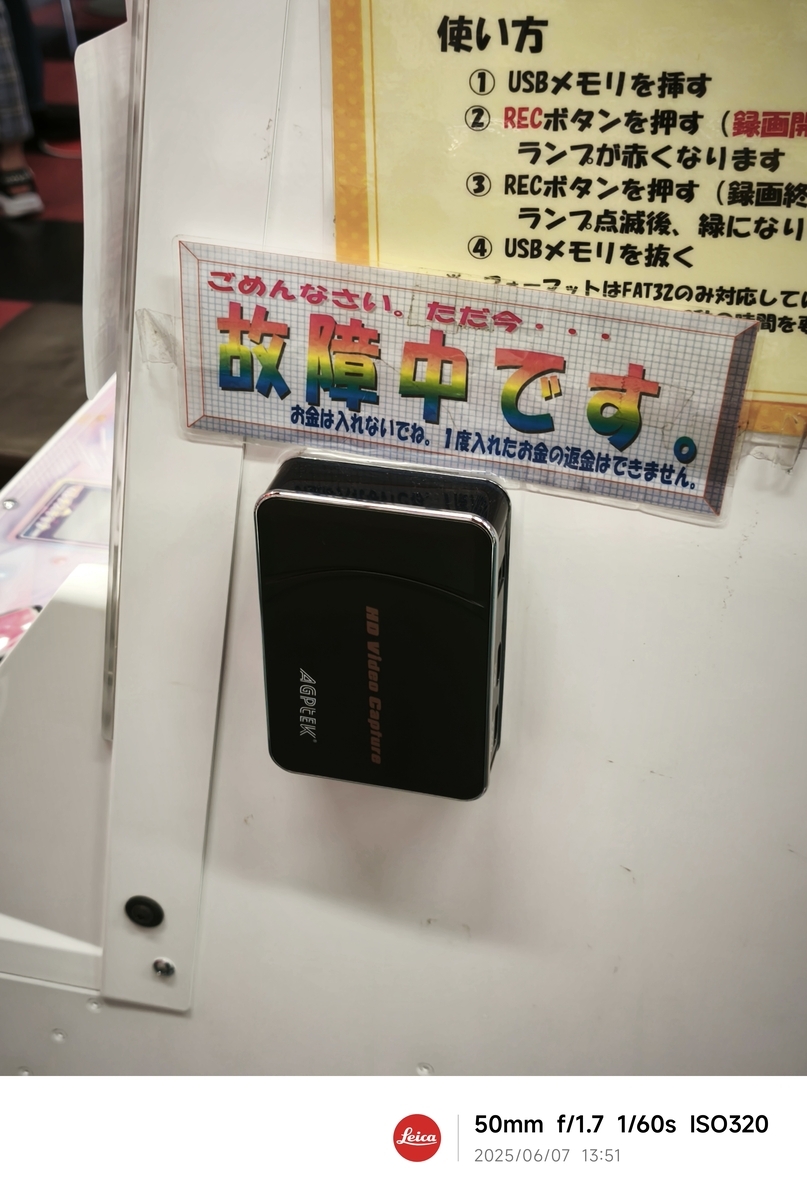 使い方
① USBメモリを挿す
② RECボタンを押す（録画開
ランプが赤くなります
③ RECボタンを押す（録画終
ランプ点滅後、緑になり
④ USBメモリを抜く
フォーマットはFAT32のみ対応して
の時間を要
ごめんなさい。ただ今・・・
故障中です。
お金は入れないでね。1度入れたお金の返金はできません。
HD Video Capture
AGPtEK
Leica
50mm f/1.7 1/60s ISO320
2025/06/07 13:51